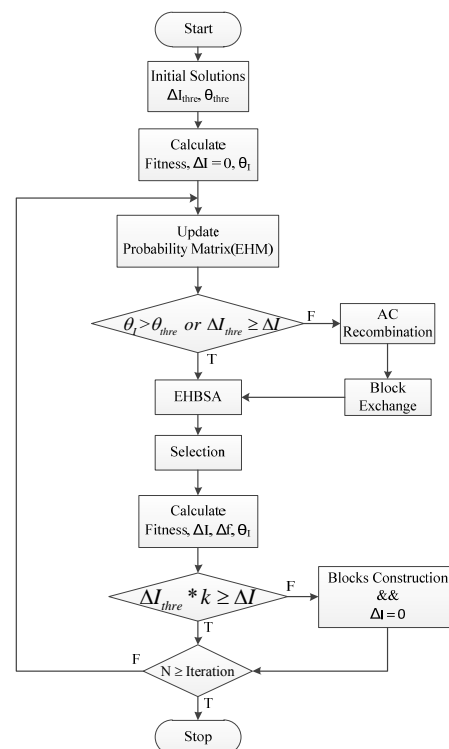 Start
Initial Solutions
ΔI_thre, θ_thre
Calculate
Fitness, ΔI = 0, θ_I
Update
Probability Matrix(EHM)
θ_I > θ_thre or ΔI_thre ≥ ΔI
F
T
AC
Recombination
Block
Exchange
EHBSA
Selection
Calculate
Fitness, ΔI, Δf, θ_I
ΔI_thre * k ≥ ΔI
F
T
Blocks Construction
&&
ΔI = 0
F
N ≥ Iteration
T
Stop